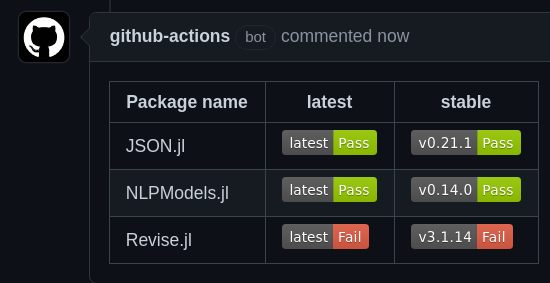 github-actions bot commented now
Package name latest stable
JSON.jl latest Pass v0.21.1 Pass
NLPModels.jl latest Pass v0.14.0 Pass
Revise.jl latest Fail v3.1.14 Fail